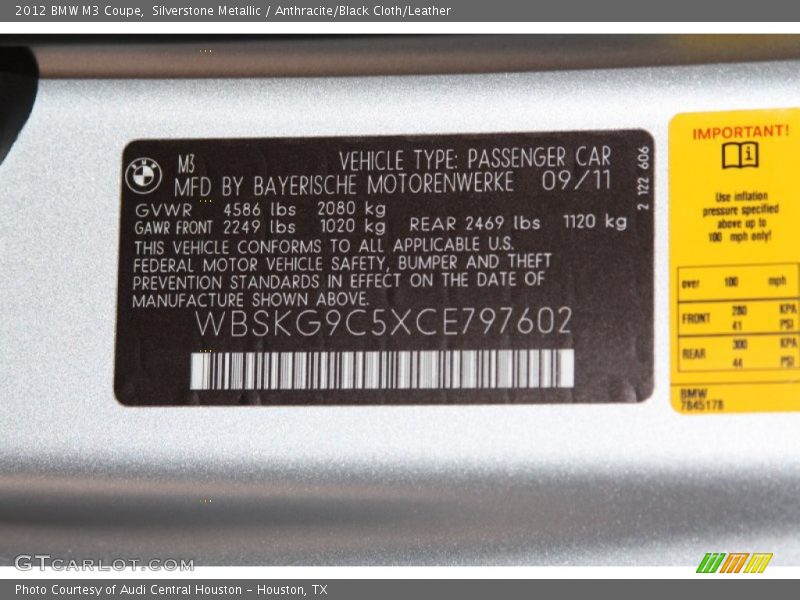 2012 BMW M3 Coupe, Silverstone Metallic / Anthracite/Black Cloth/Leather
M3 VEHICLE TYPE: PASSENGER CAR
MFD BY BAYERISCHE MOTORENWERKE 09/11
GVWR 4586 lbs 2080 kg
GAWR FRONT 2249 lbs 1020 kg REAR 2469 lbs 1120 kg
THIS VEHICLE CONFORMS TO ALL APPLICABLE U.S.
FEDERAL MOTOR VEHICLE SAFETY, BUMPER AND THEFT
PREVENTION STANDARDS IN EFFECT ON THE DATE OF
MANUFACTURE SHOWN ABOVE.
WBSKG9C5XCE797602
2 122 606
IMPORTANT!
Use inflation
pressure specified
above up to
100 mph only!
over 100 mph
FRONT 280 KPA
41 PSI
REAR 300 KPA
44 PSI
BMW
7845178
GTCARLOT.COM
Photo Courtesy of Audi Central Houston - Houston, TX